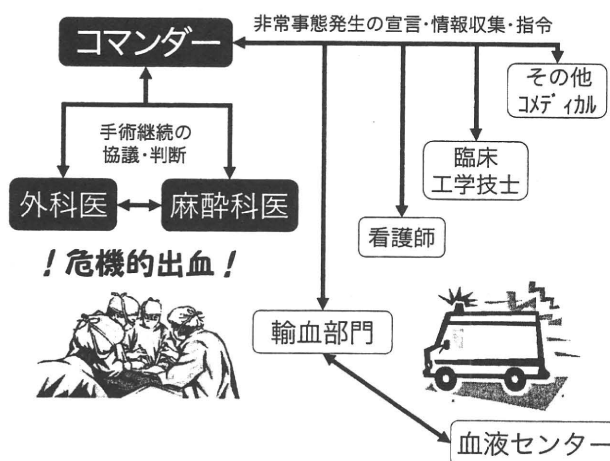 非常事態発生の宣言・情報収集・指令
コマンダー
その他
コメディカル
手術継続の
協議・判断
臨床
工学技士
外科医
麻酔科医
看護師
!危機的出血!
輸血部門
血液センター